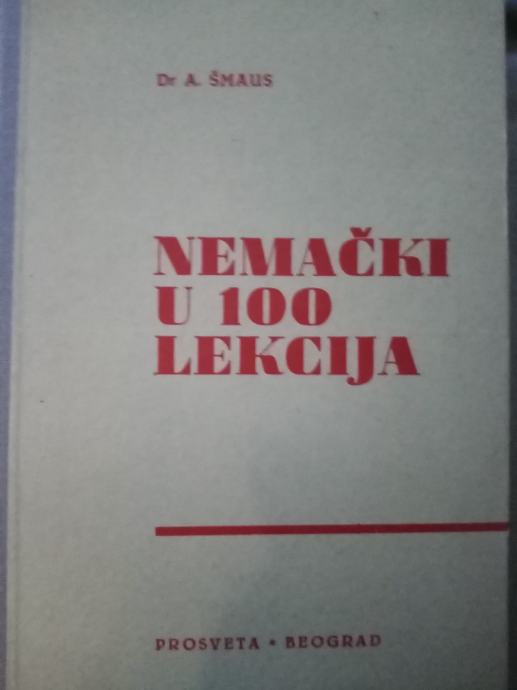 Dr A. ŠMAUS
NEMAČKI
U 100
LEKCIJA
PROSVETA • BEOGRAD